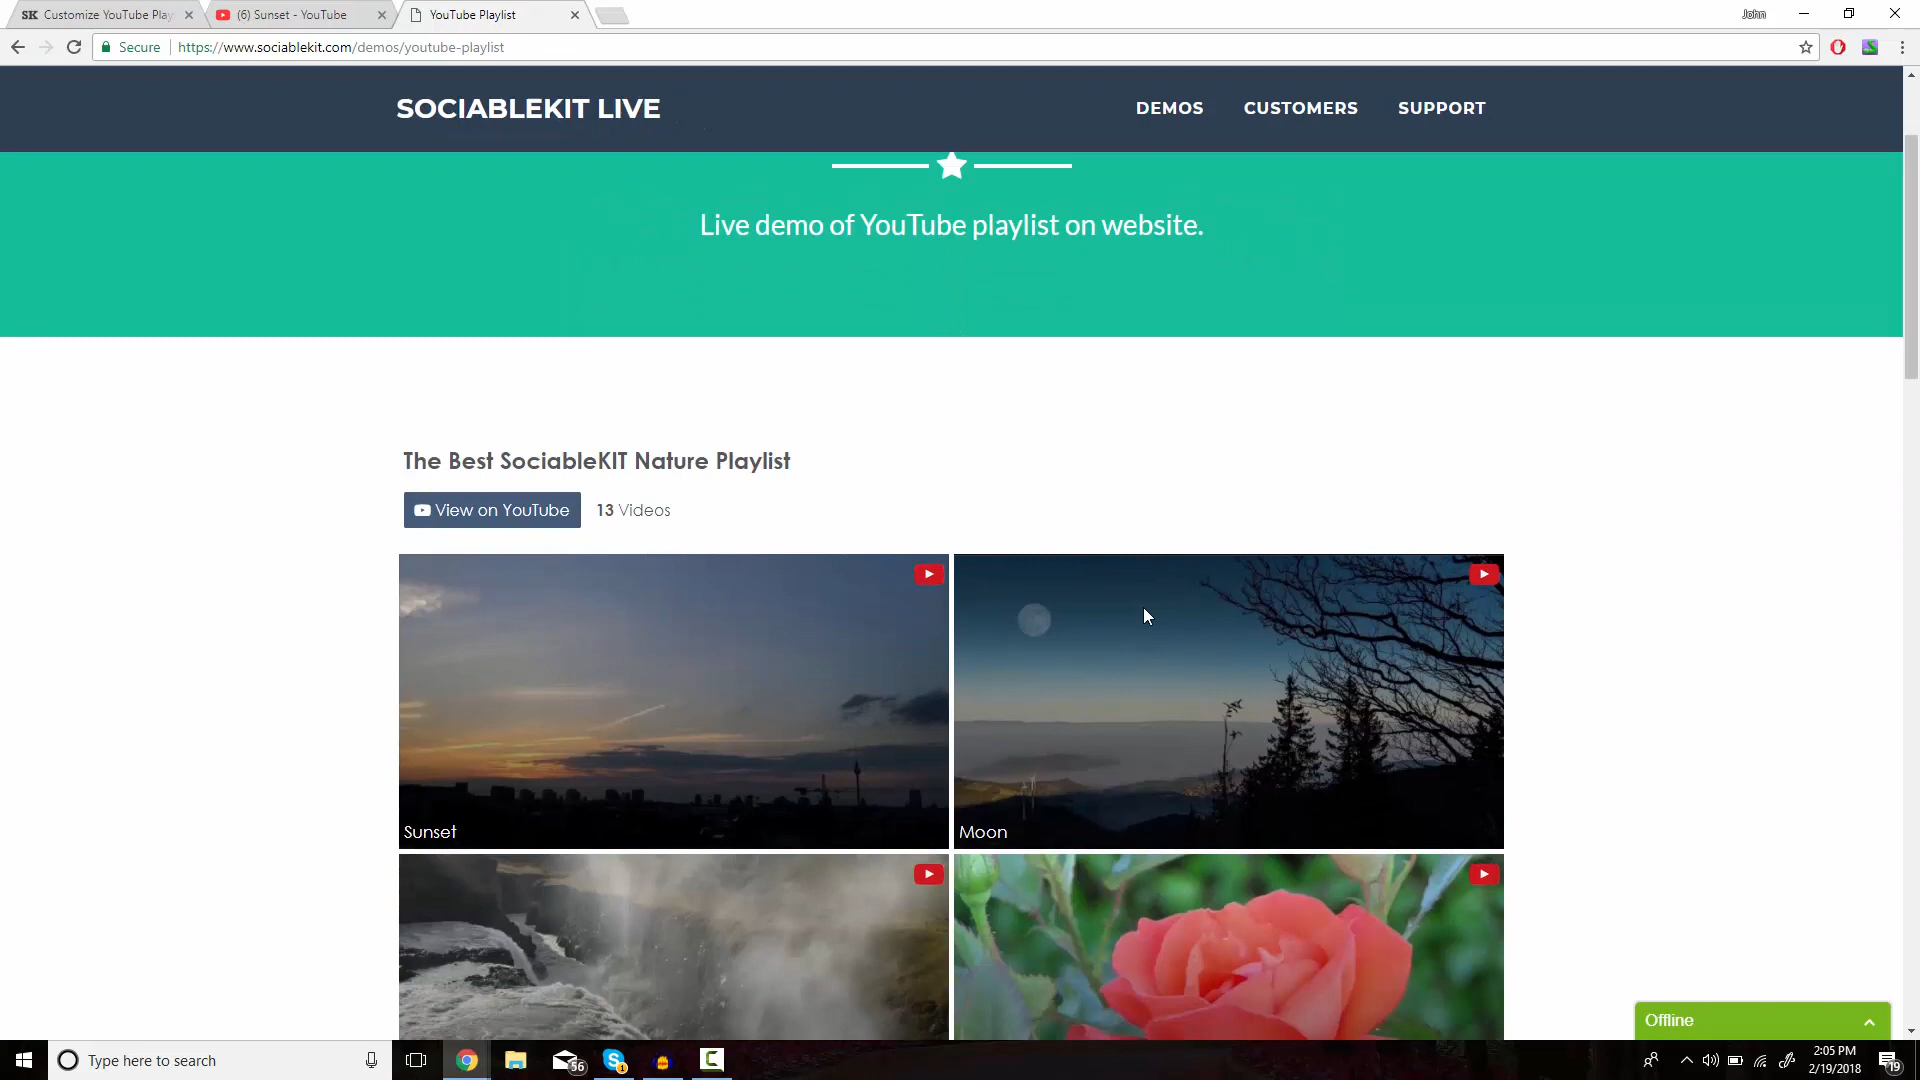 SK Customize YouTube Play
(6) Sunset - YouTube
YouTube Playlist
John
Secure
https://www.sociablekit.com/demos/youtube-playlist
SOCIABLEKIT LIVE
DEMOS
CUSTOMERS
SUPPORT
Live demo of YouTube playlist on website.
The Best SociableKIT Nature Playlist
View on YouTube
13 Videos
Sunset
Moon
Offline
Type here to search
56
1
2:05 PM
2/19/2018
19